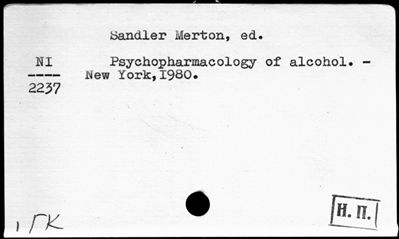 Sandler Merton, ed.
NI Psychopharmacology of alcohol. -
---- New York, 1980.
2237
Н. П.
1 ГК